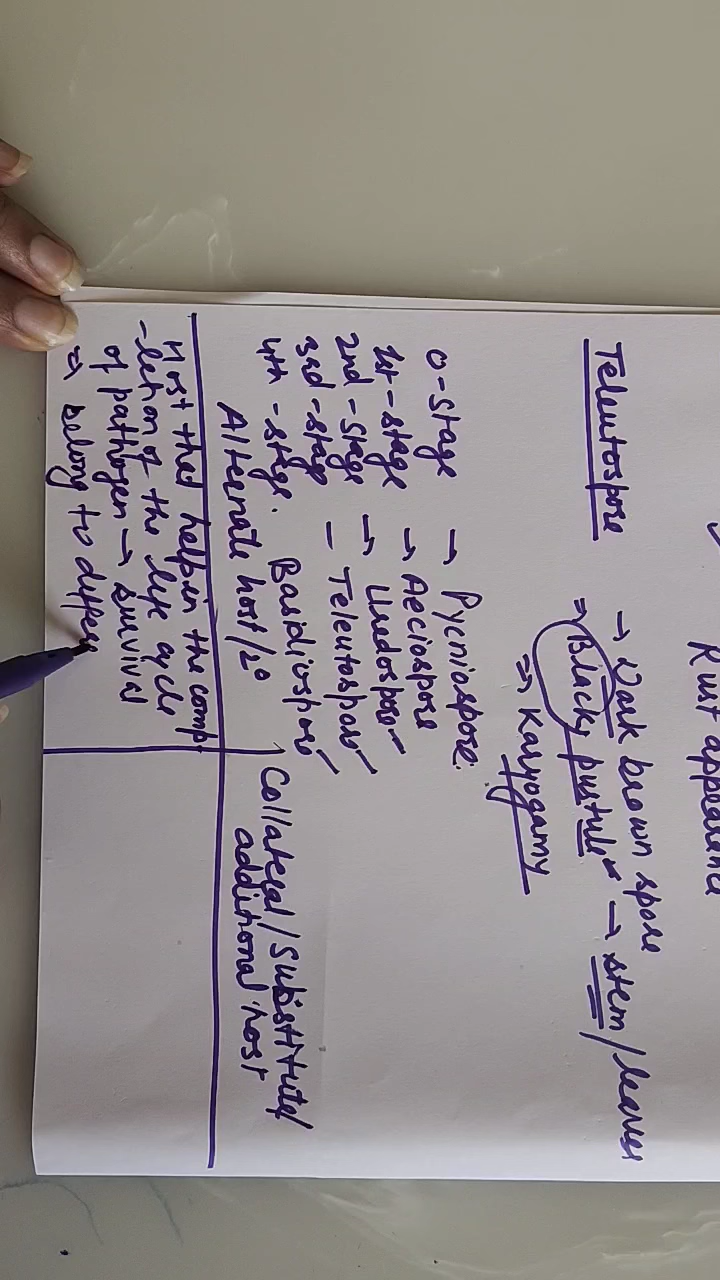 Rust appearance
Teleutospore → Dark brown spore
⇒ Black pustule → stem/leaves
⇒ Karyogamy
0-stage → Pycniospore.
1st-stage → Aeciospore
2nd-stage → Uredospore
3rd-stage – Teleutospore
4th-stage. Basidiospore
Alternate host/2° Collateral/Substitute/
additional host
Host that help in the comp-
-letion of the life cycle
of pathogen → survival
⇒ belong to differe